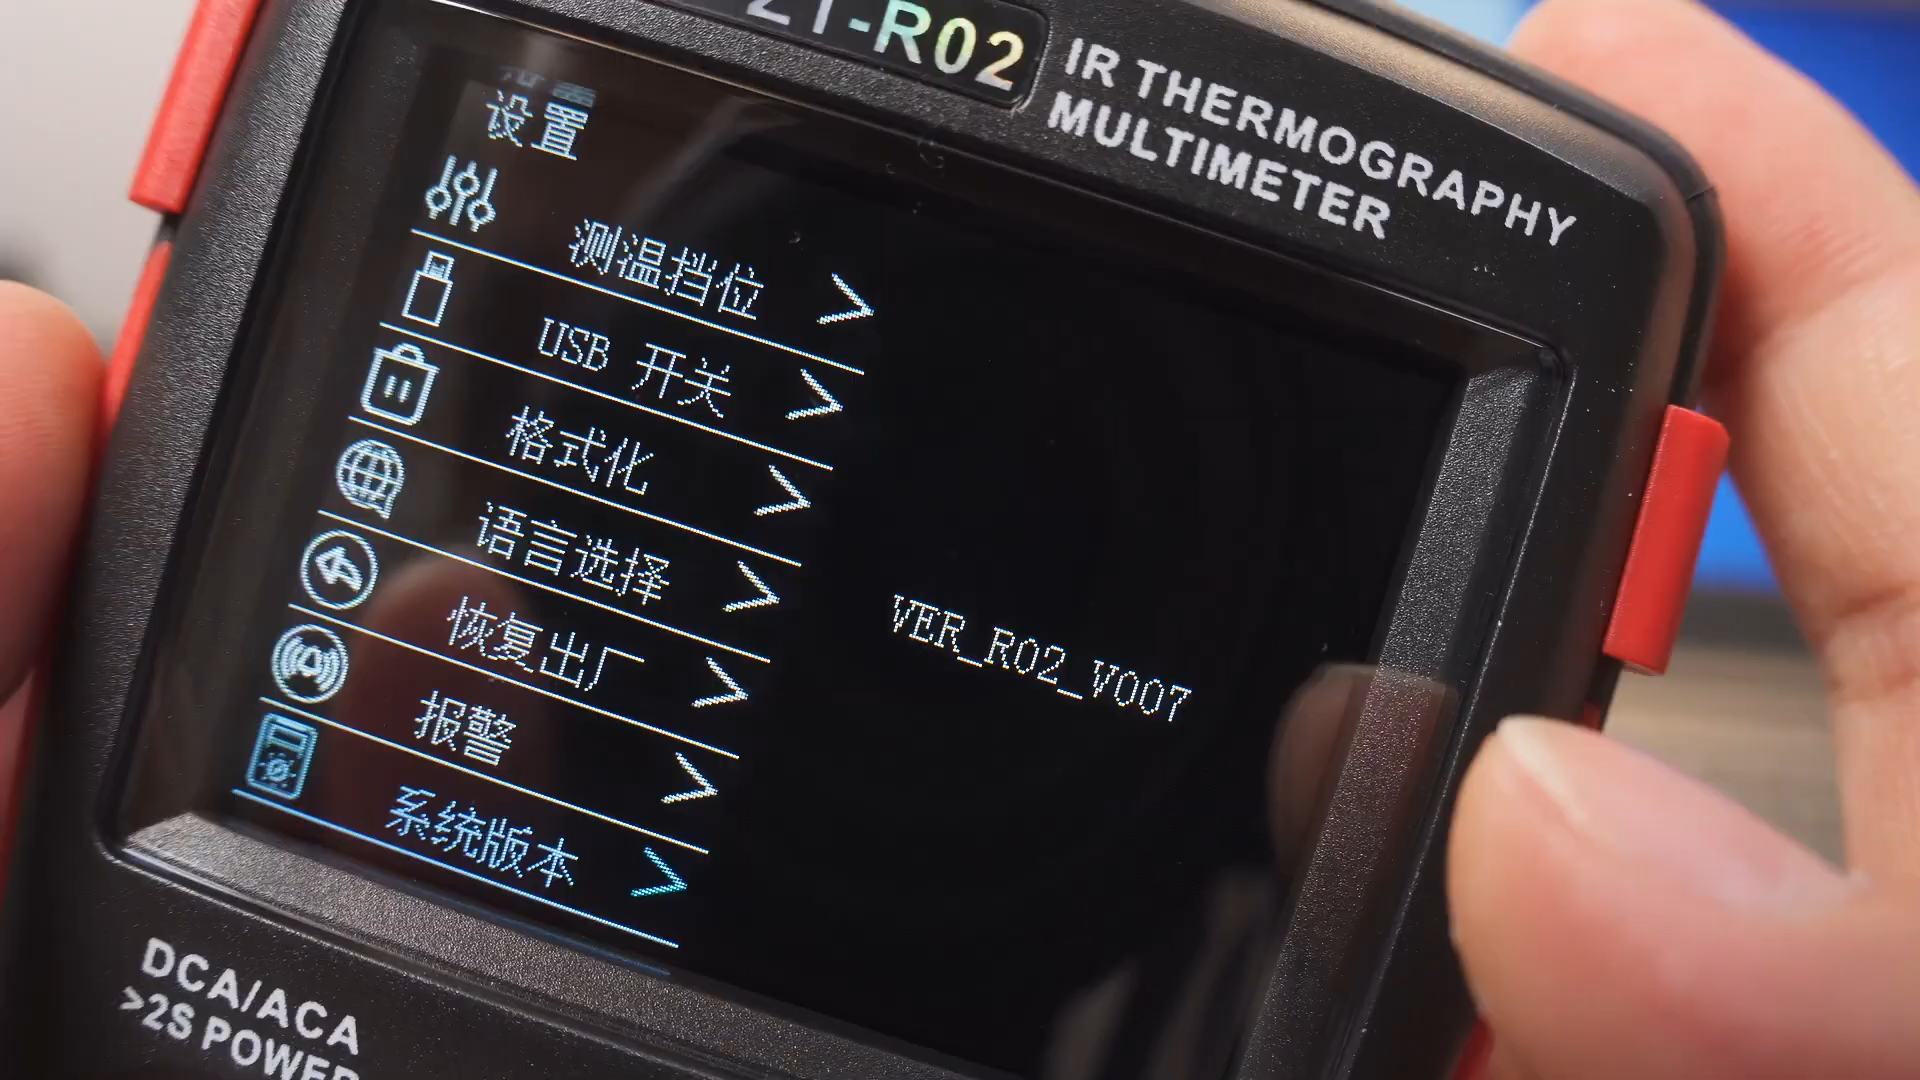 ZT-R02
IR THERMOGRAPHY
MULTIMETER
设置
测温挡位
USB 开关
格式化
语言选择
恢复出厂
报警
系统版本
VER_R02_V007
DCA/ACA
>2S POWER